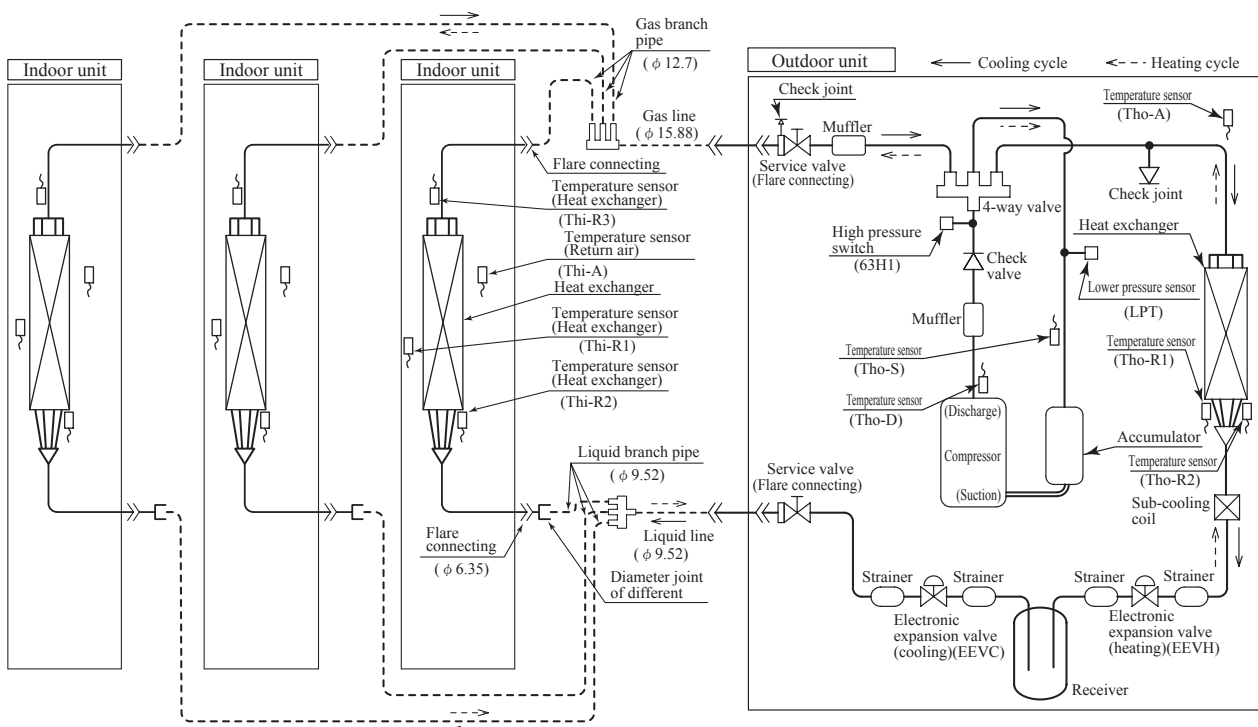 Gas branch
pipe
( φ 12.7)
Indoor unit
Indoor unit
Indoor unit
Outdoor unit
Cooling cycle
Heating cycle
Check joint
Temperature sensor
(Tho-A)
Gas line
( φ 15.88)
Muffler
Service valve
(Flare connecting)
Flare connecting
Temperature sensor
(Heat exchanger)
(Thi-R3)
Temperature sensor
(Return air)
(Thi-A)
Heat exchanger
Temperature sensor
(Heat exchanger)
(Thi-R1)
Temperature sensor
(Heat exchanger)
(Thi-R2)
Check joint
4-way valve
High pressure
switch
(63H1)
Check
valve
Heat exchanger
Lower pressure sensor
(LPT)
Muffler
Temperature sensor
(Tho-S)
Temperature sensor
(Tho-R1)
Temperature sensor
(Tho-D)
(Discharge)
Compressor
(Suction)
Accumulator
Temperature sensor
(Tho-R2)
Sub-cooling
coil
Liquid branch pipe
( φ 9.52)
Service valve
(Flare connecting)
Flare
connecting
( φ 6.35)
Liquid line
( φ 9.52)
Diameter joint
of different
Strainer
Strainer
Strainer
Strainer
Electronic
expansion valve
(cooling)(EEVC)
Electronic
expansion valve
(heating)(EEVH)
Receiver